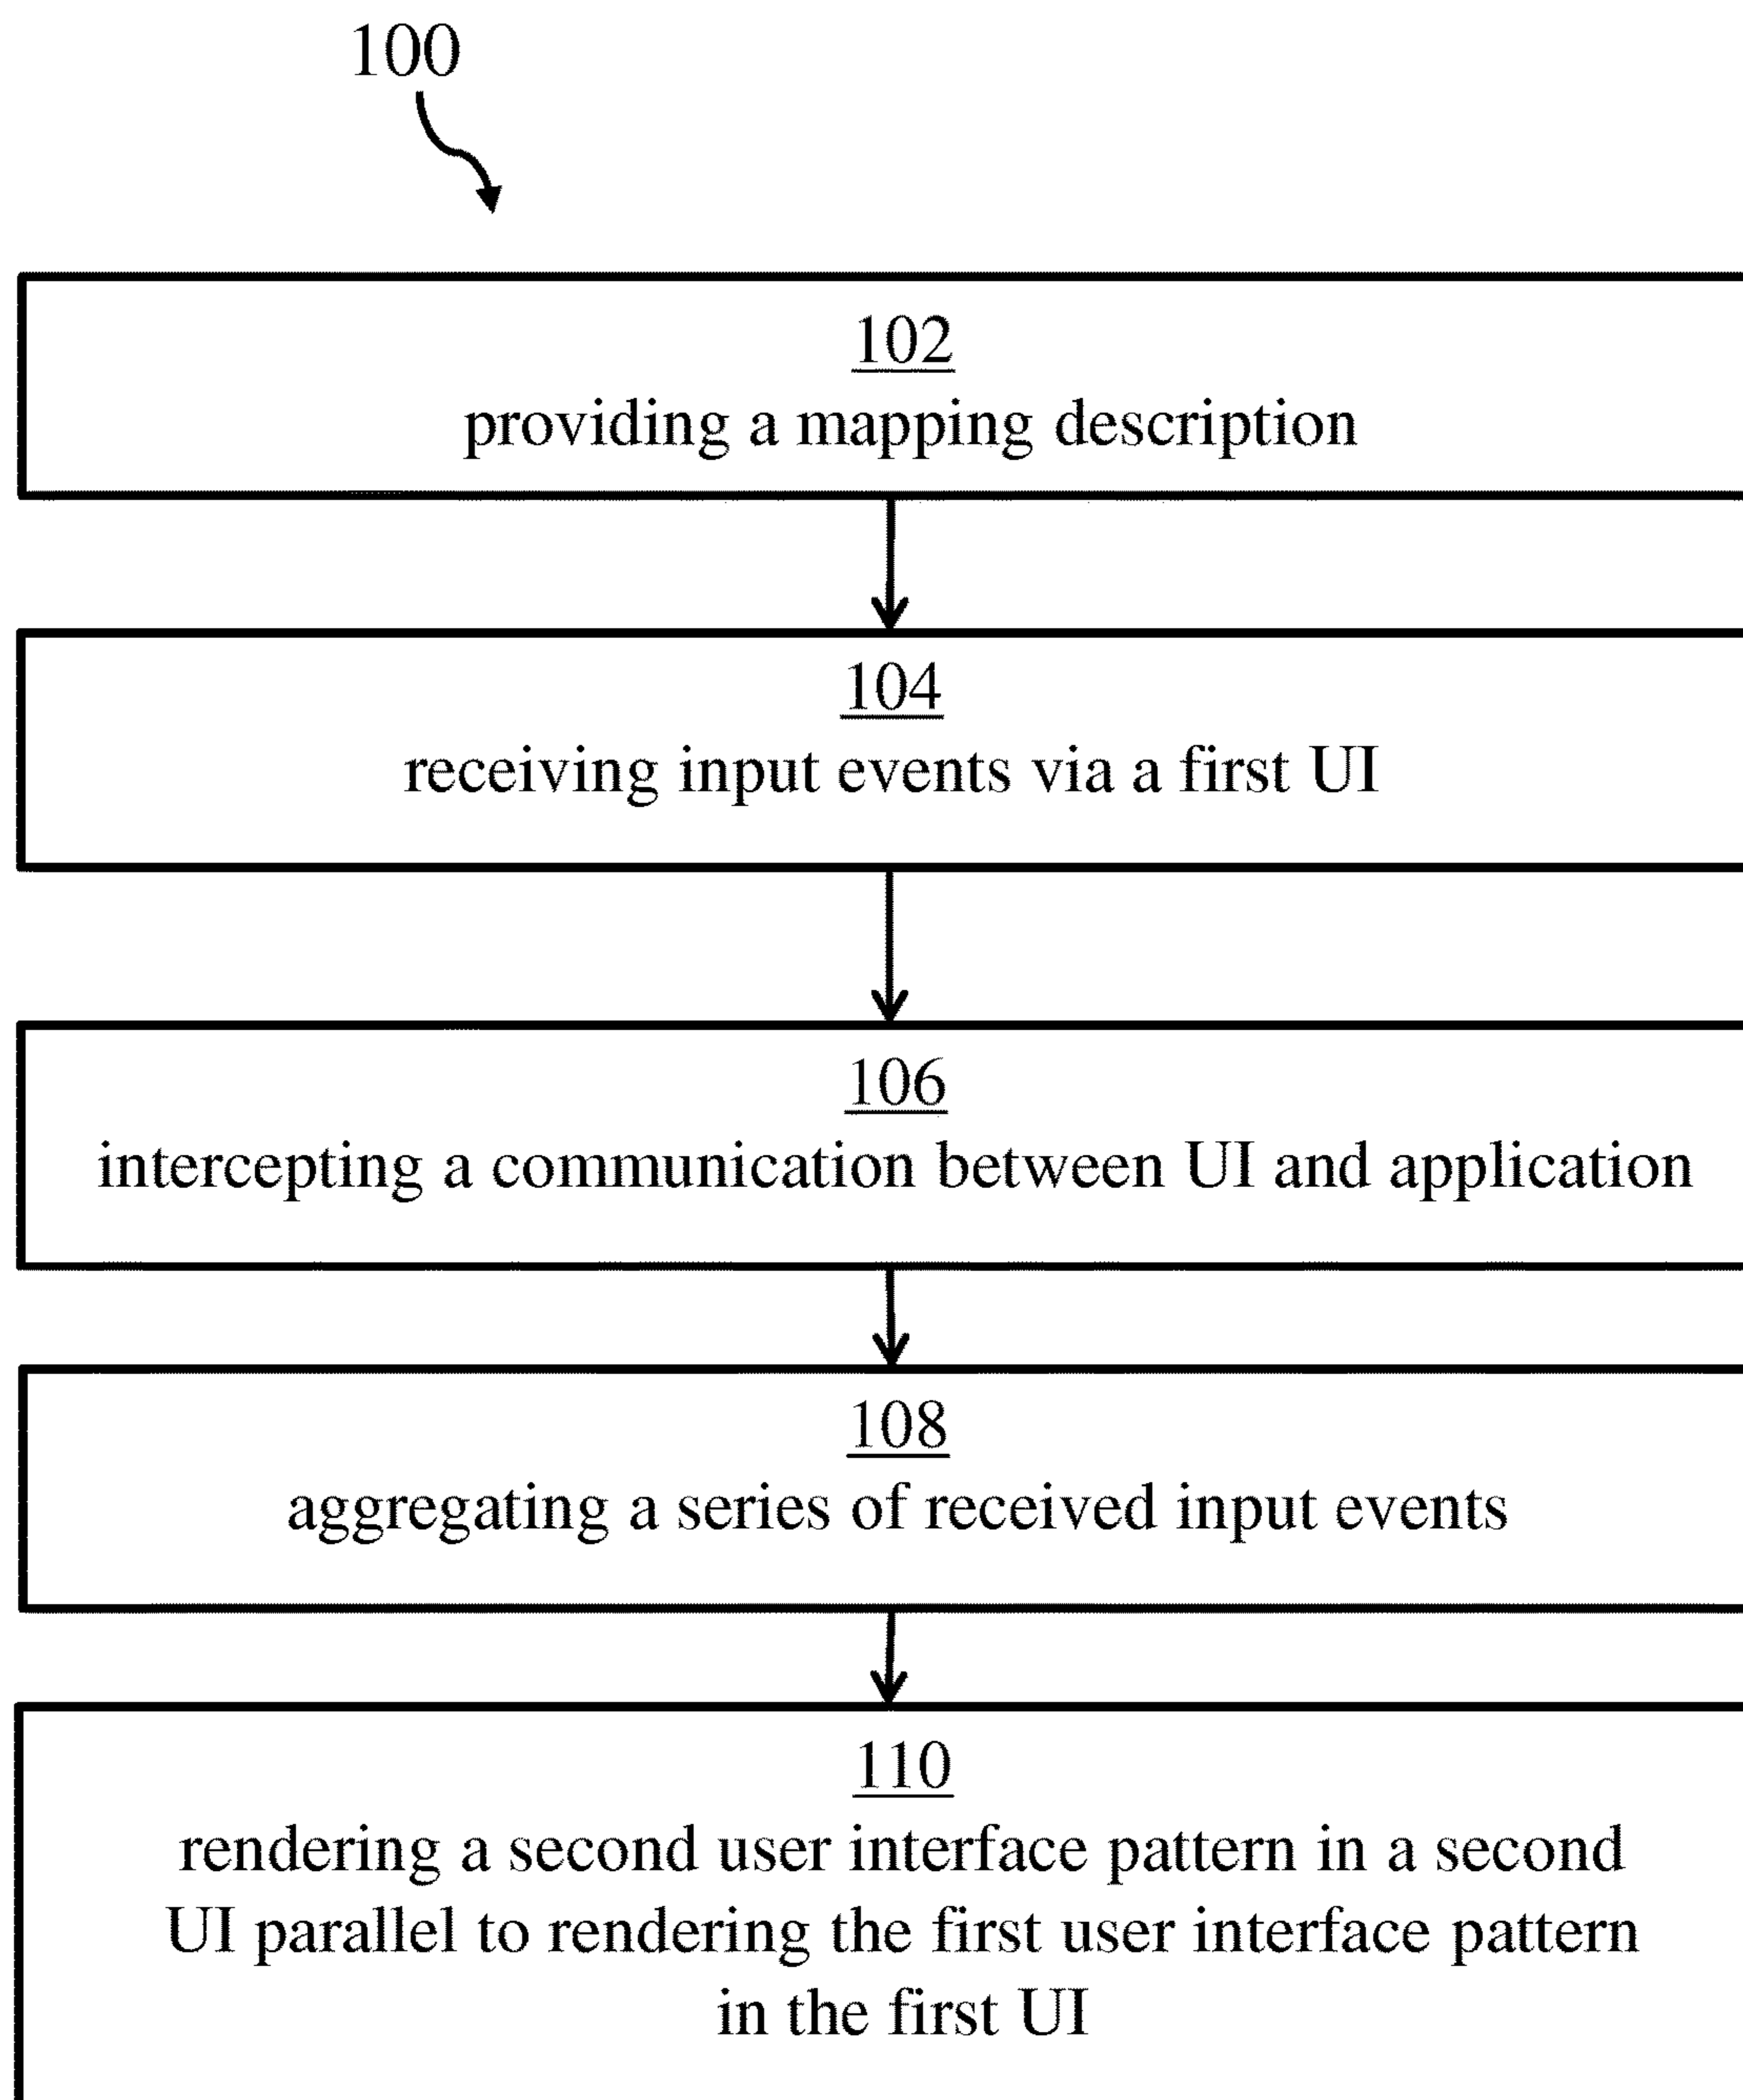 100
102
providing a mapping description
104
receiving input events via a first UI
106
intercepting a communication between UI and application
108
aggregating a series of received input events
110
rendering a second user interface pattern in a second
UI parallel to rendering the first user interface pattern
in the first UI